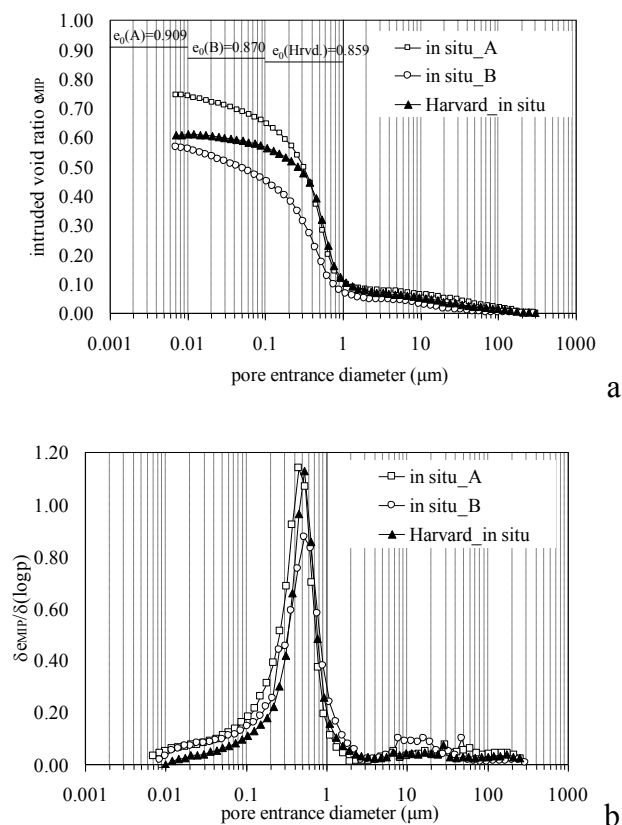 1.00
0.90
0.80
0.70
0.60
0.50
0.40
0.30
0.20
0.10
0.00
intruded void ratio eMIP
e₀(A)=0.909
e₀(B)=0.870
e₀(Hrvd.)=0.859
in situ_A
in situ_B
Harvard_in situ
0.001 0.01 0.1 1 10 100 1000
pore entrance diameter (μm)
a
1.20
1.00
0.80
0.60
0.40
0.20
0.00
δeMIP/δ(logp)
in situ_A
in situ_B
Harvard_in situ
0.001 0.01 0.1 1 10 100 1000
pore entrance diameter (μm)
b